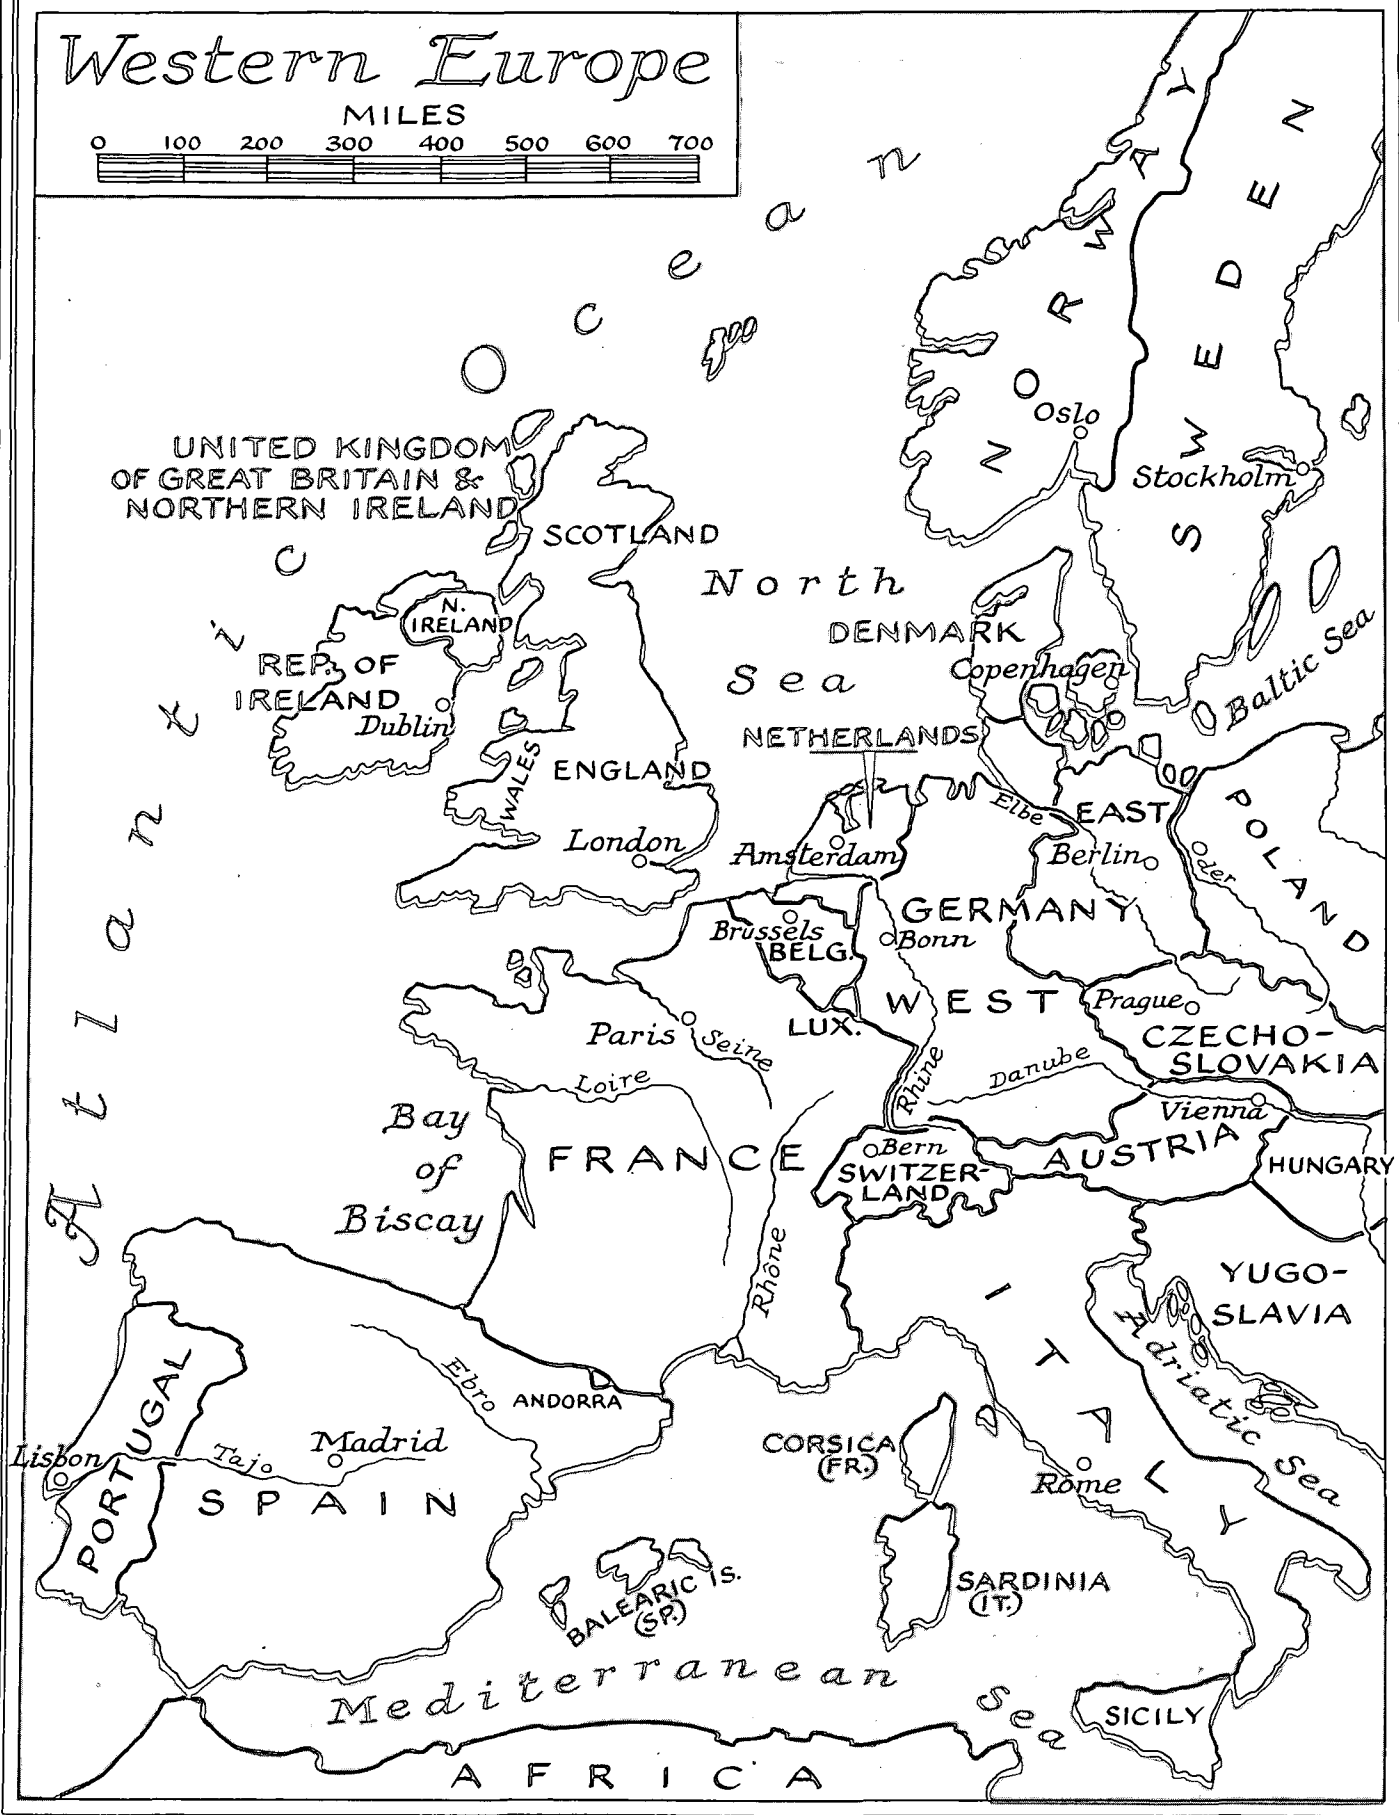 Western Europe
MILES
0 100 200 300 400 500 600 700
Atlantic Ocean
NORWAY
SWEDEN
Oslo
Stockholm
UNITED KINGDOM
OF GREAT BRITAIN &
NORTHERN IRELAND
SCOTLAND
North
Sea
N.
IRELAND
REP. OF
IRELAND
Dublin
DENMARK
Copenhagen
Baltic Sea
NETHERLANDS
WALES
ENGLAND
London
Amsterdam
Elbe
EAST
Berlin
Oder
POLAND
GERMANY
Brussels
BELG.
Bonn
WEST
LUX.
Prague
CZECHO-
SLOVAKIA
Paris
Seine
Loire
Rhine
Danube
Vienna
Bay
of
Biscay
FRANCE
Bern
SWITZER-
LAND
AUSTRIA
HUNGARY
Rhône
YUGO-
SLAVIA
ITALY
Adriatic Sea
Ebro
ANDORRA
PORTUGAL
Lisbon
Tajo
Madrid
SPAIN
CORSICA
(FR.)
Rome
BALEARIC IS.
(SP.)
SARDINIA
(IT.)
Mediterranean Sea
SICILY
AFRICA